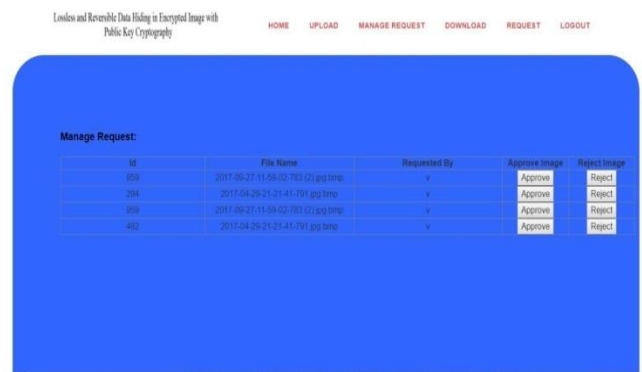 Lossless and Reversible Data Hiding in Encrypted Image with
Public Key Cryptography
HOME UPLOAD MANAGE REQUEST DOWNLOAD REQUEST LOGOUT
Manage Request:
Id File Name Requested By Approve Image Reject Image
959 2017-09-27-11-59-02-783 (2).jpg.bmp v Approve Reject
294 2017-04-29-21-21-41-791.jpg.bmp v Approve Reject
959 2017-09-27-11-59-02-783 (2).jpg.bmp v Approve Reject
482 2017-04-29-21-21-41-791.jpg.bmp v Approve Reject